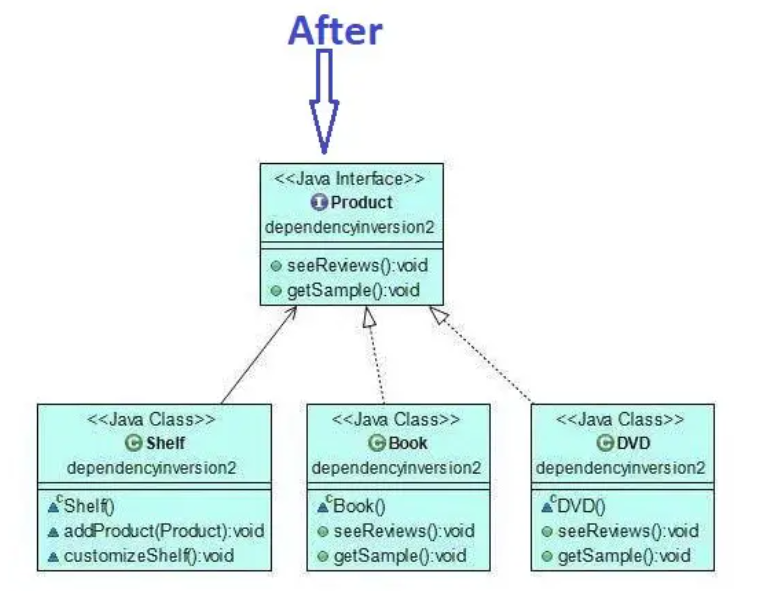 After
<<Java Interface>>
I Product
dependencyinversion2
seeReviews():void
getSample():void
<<Java Class>>
C Shelf
dependencyinversion2
C Shelf()
addProduct(Product):void
customizeShelf():void
<<Java Class>>
C Book
dependencyinversion2
C Book()
seeReviews():void
getSample():void
<<Java Class>>
C DVD
dependencyinversion2
C DVD()
seeReviews():void
getSample():void